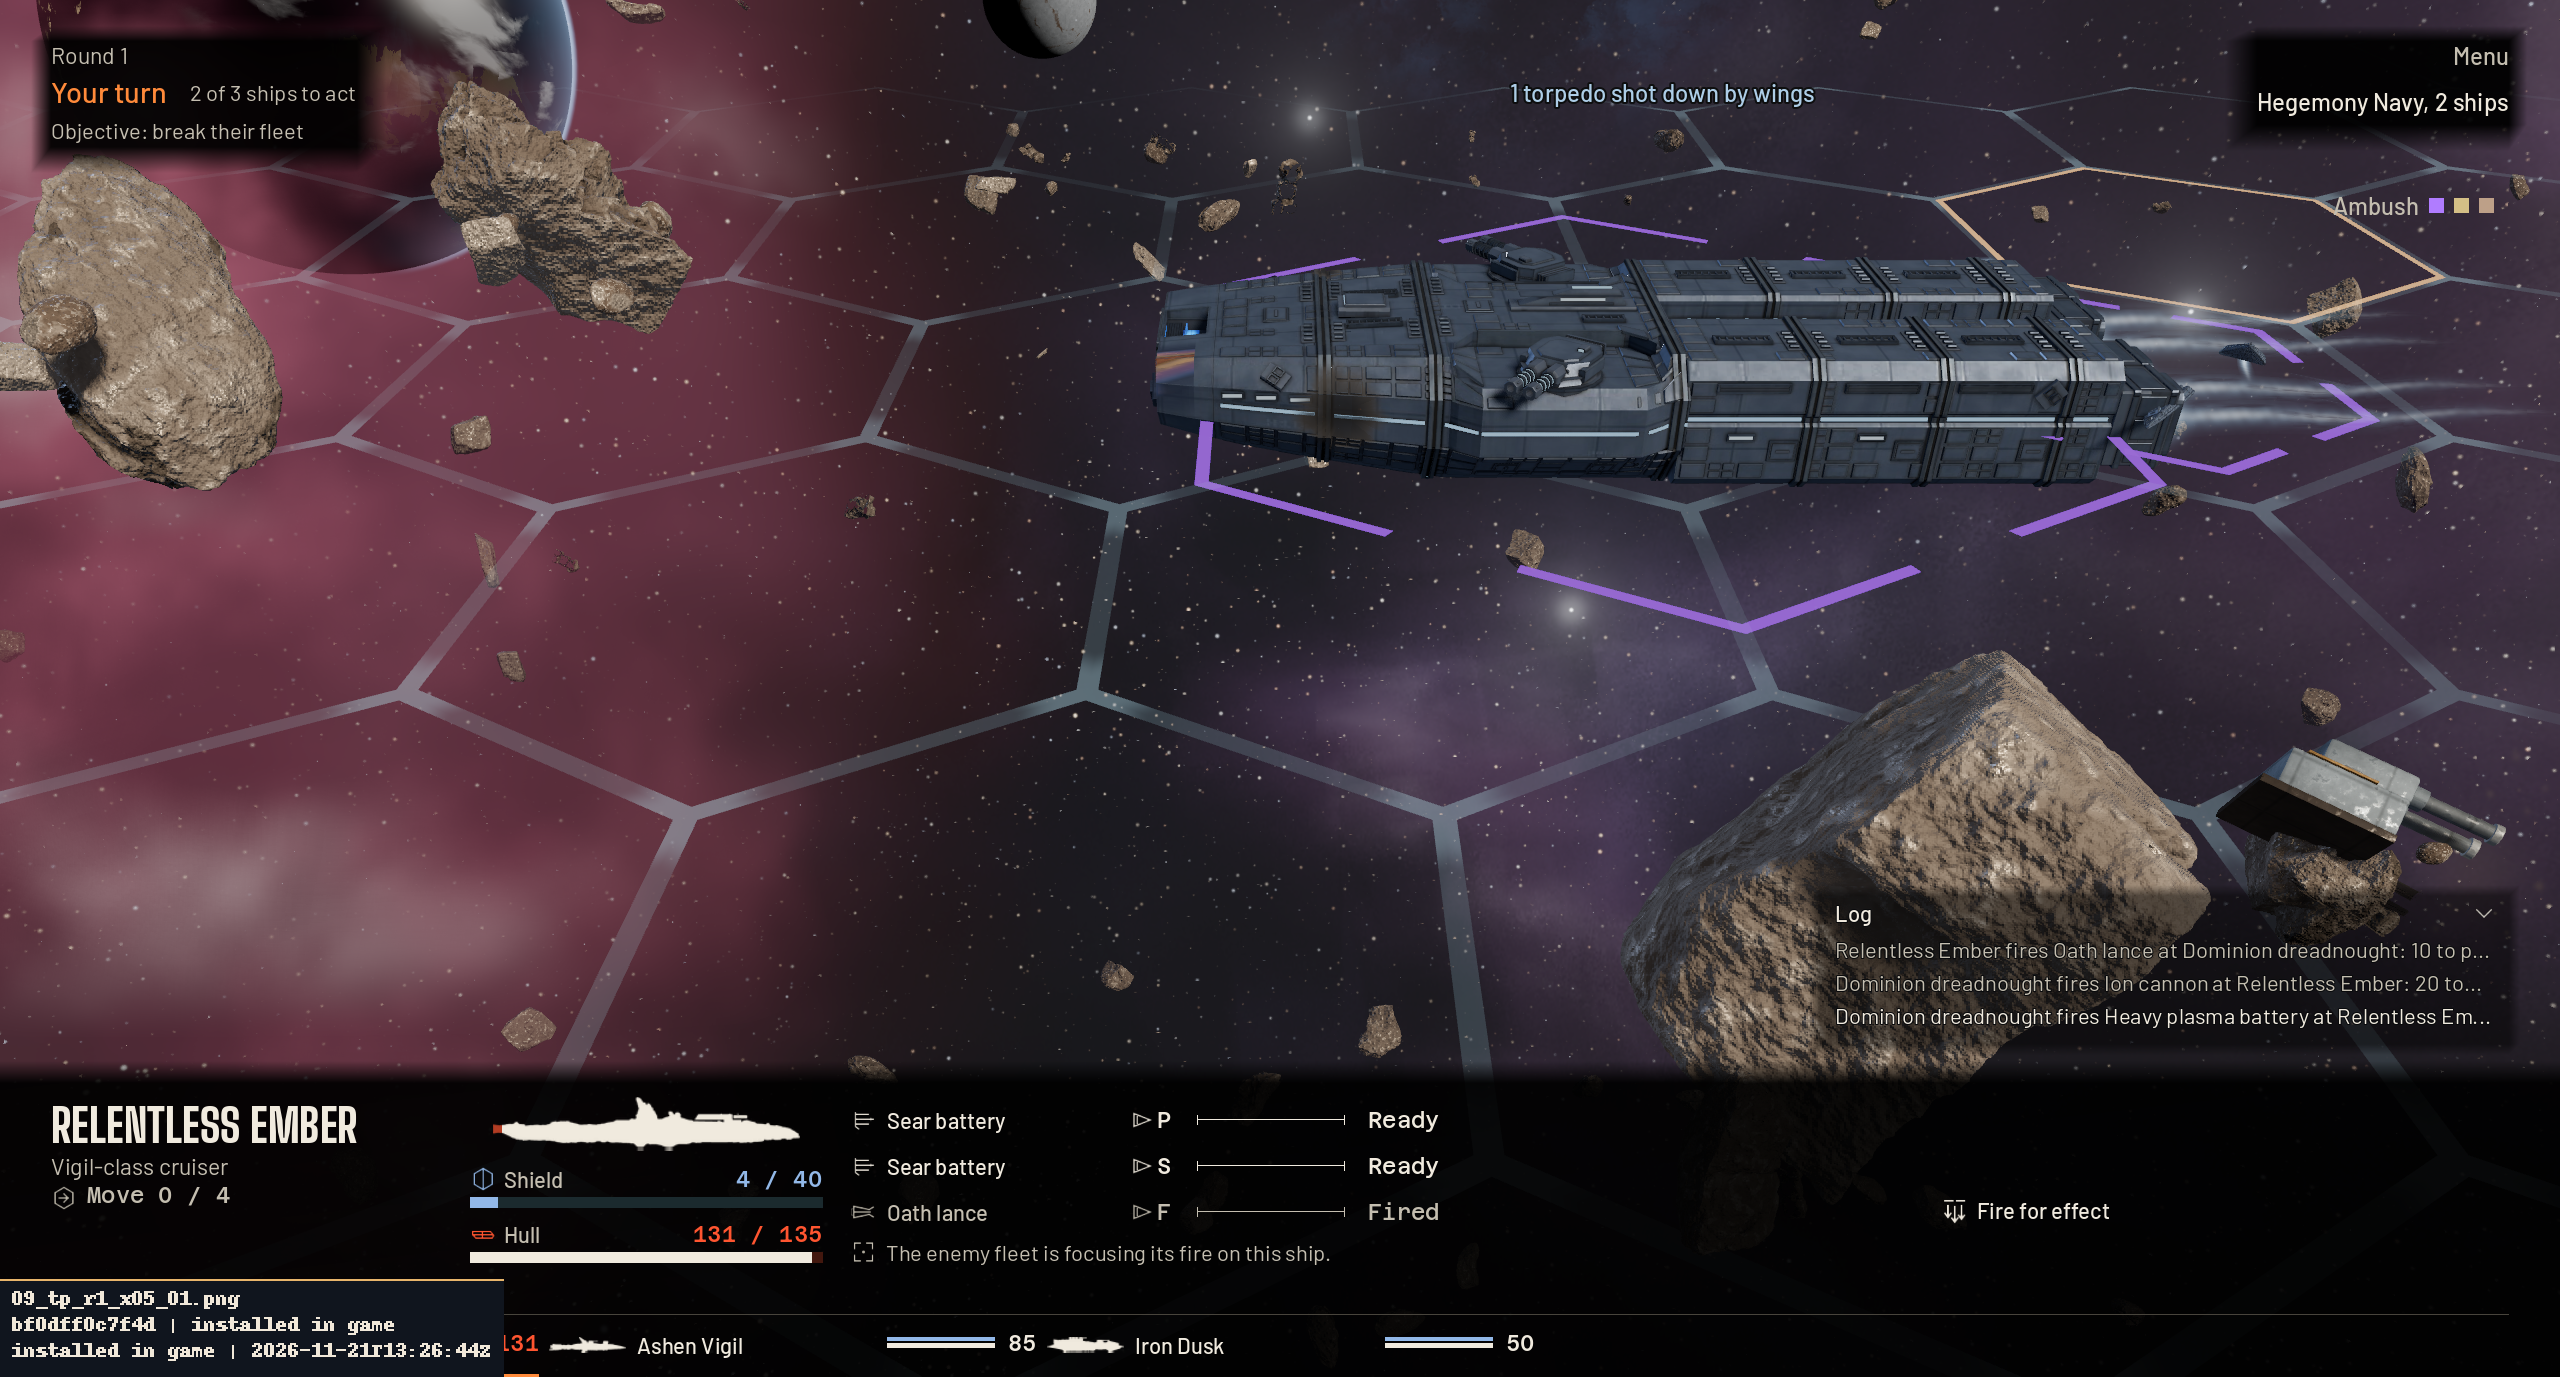 Round 1
Your turn 2 of 3 ships to act
Objective: break their fleet
1 torpedo shot down by wings
Menu
Hegemony Navy, 2 ships
Ambush
Log
Relentless Ember fires Oath lance at Dominion dreadnought: 10 to p...
Dominion dreadnought fires Ion cannon at Relentless Ember: 20 to...
Dominion dreadnought fires Heavy plasma battery at Relentless Em...
RELENTLESS EMBER
Vigil-class cruiser
Move 0 / 4
Shield 4 / 40
Hull 131 / 135
Sear battery P Ready
Sear battery S Ready
Oath lance F Fired
The enemy fleet is focusing its fire on this ship.
Fire for effect
09_tp_r1_x05_01.png
bf0dff0c7f4d | installed in game
installed in game | 2026-11-21T13:26:44Z
131 Ashen Vigil 85 Iron Dusk 50